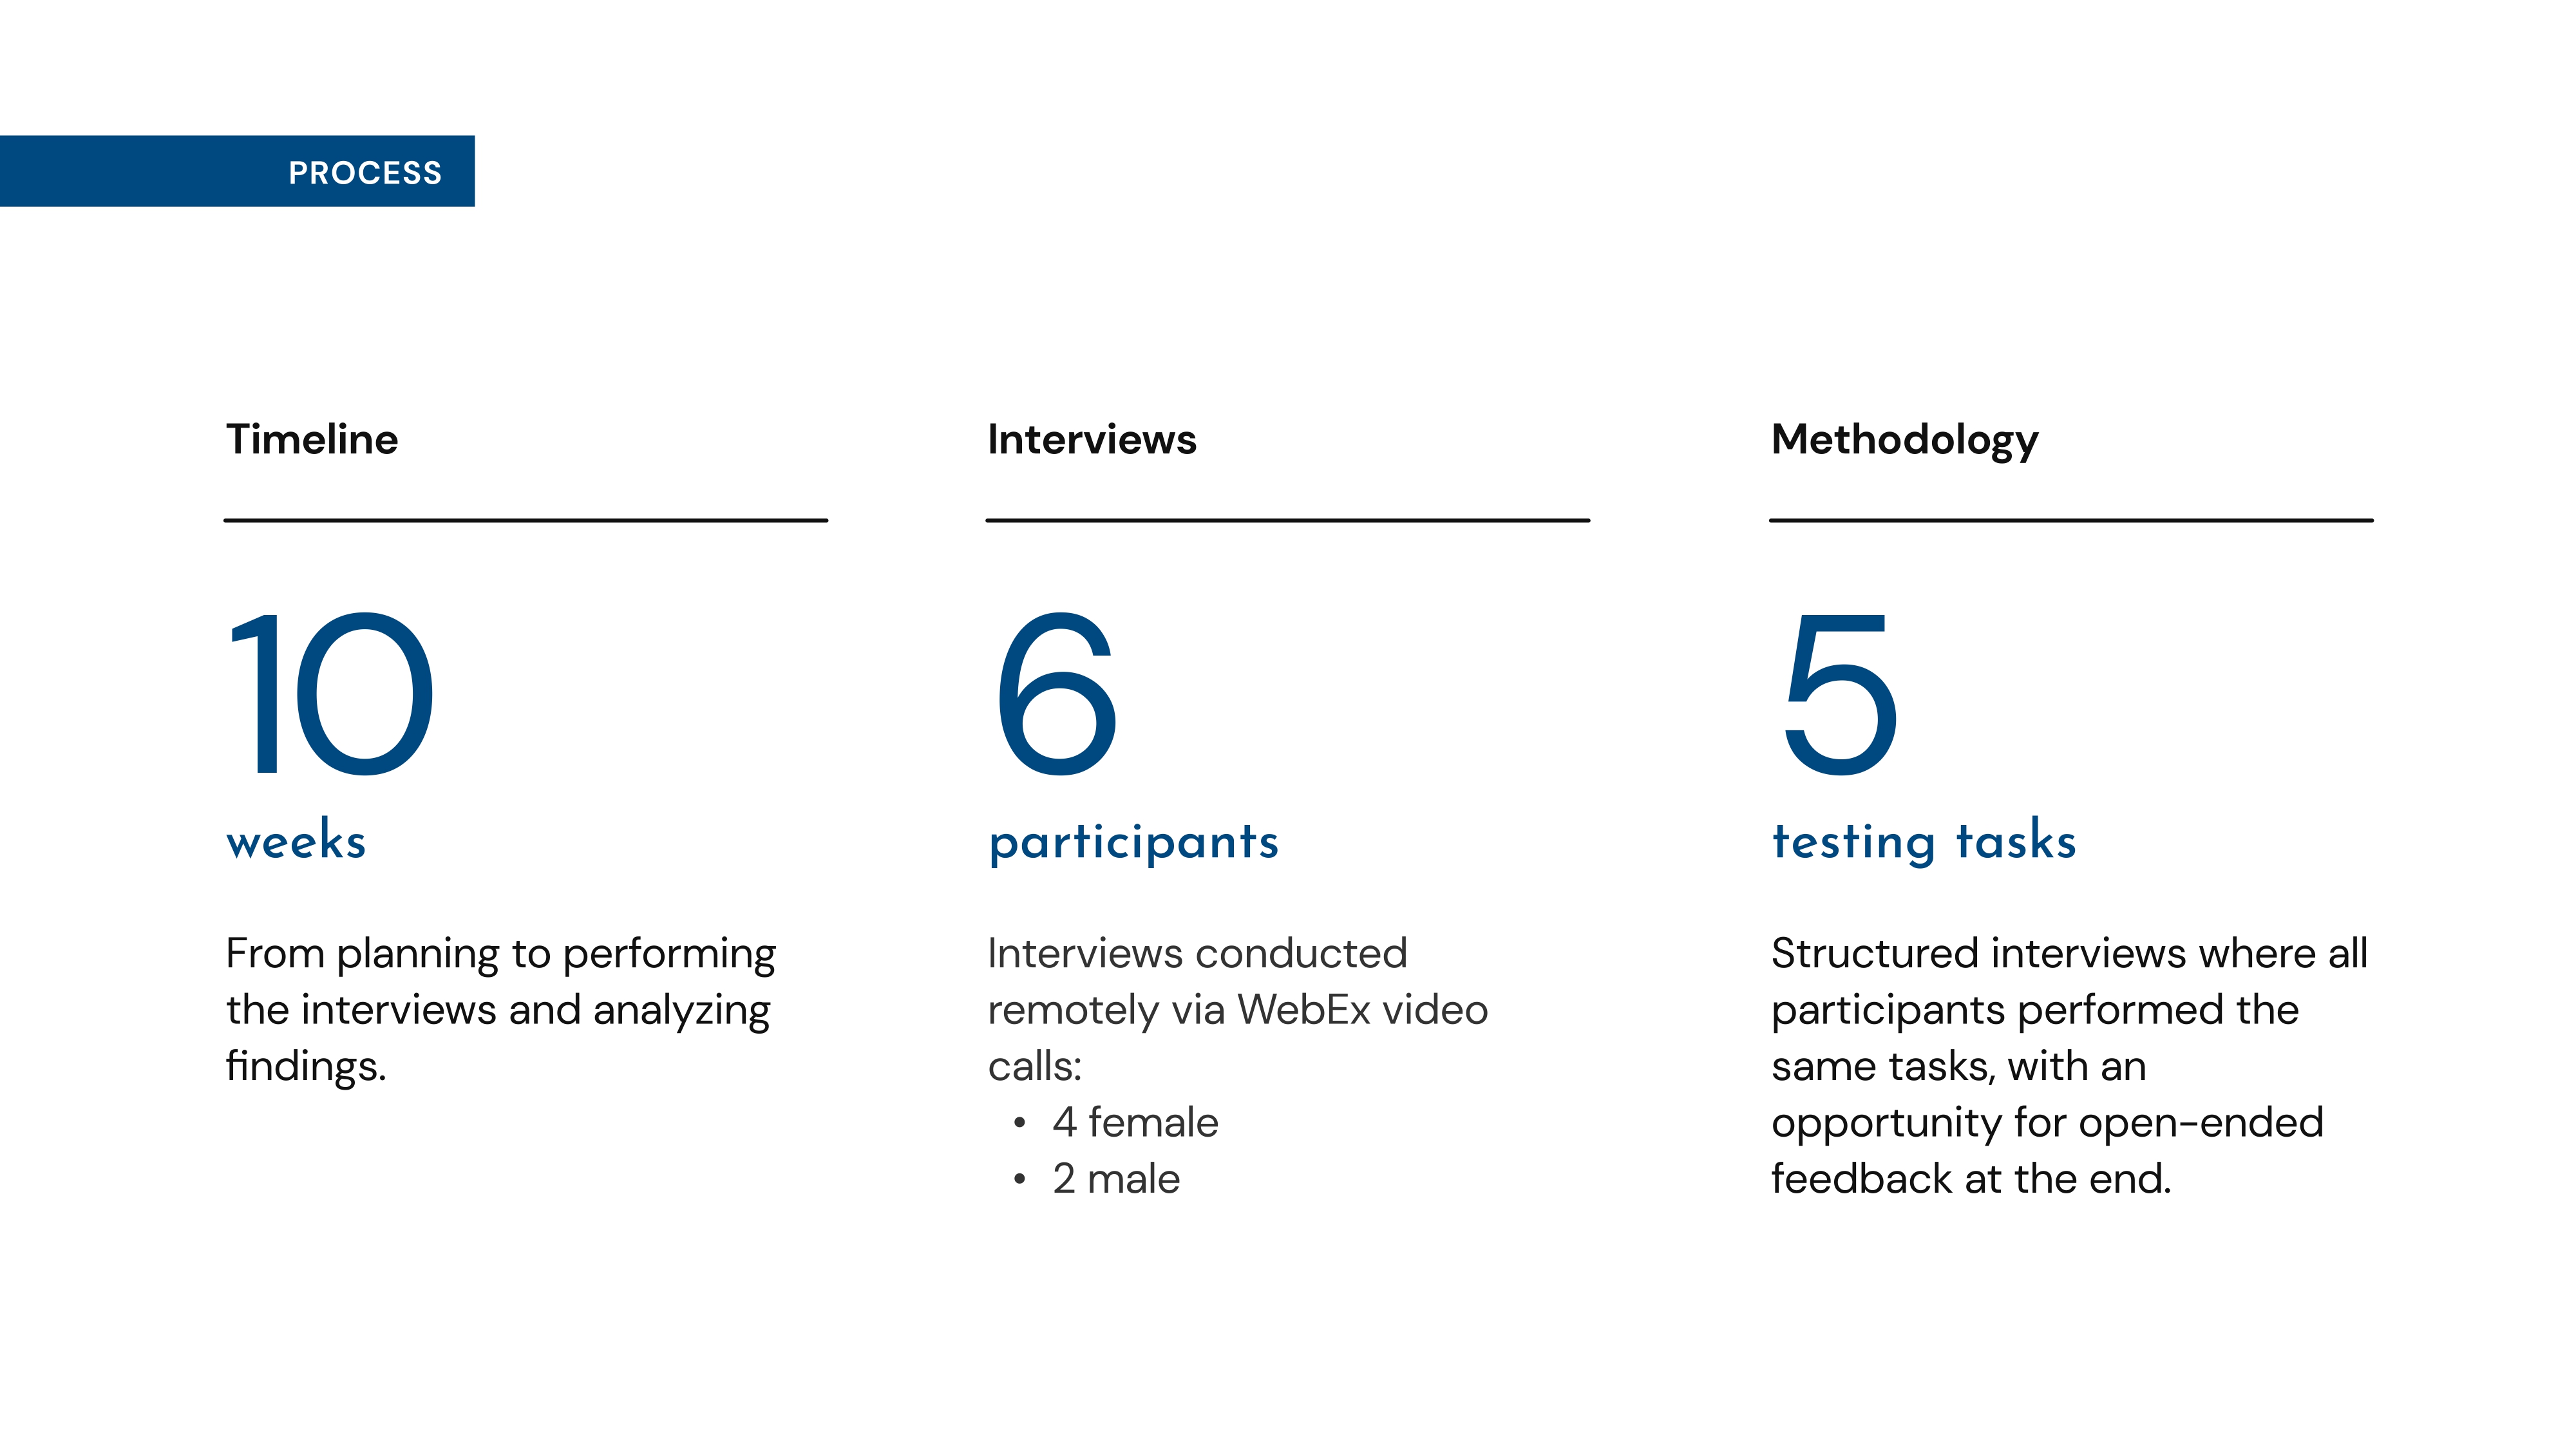 PROCESS
Timeline
10
weeks
From planning to performing
the interviews and analyzing
findings.
Interviews
6
participants
Interviews conducted
remotely via WebEx video
calls:
• 4 female
• 2 male
Methodology
5
testing tasks
Structured interviews where all
participants performed the
same tasks, with an
opportunity for open-ended
feedback at the end.